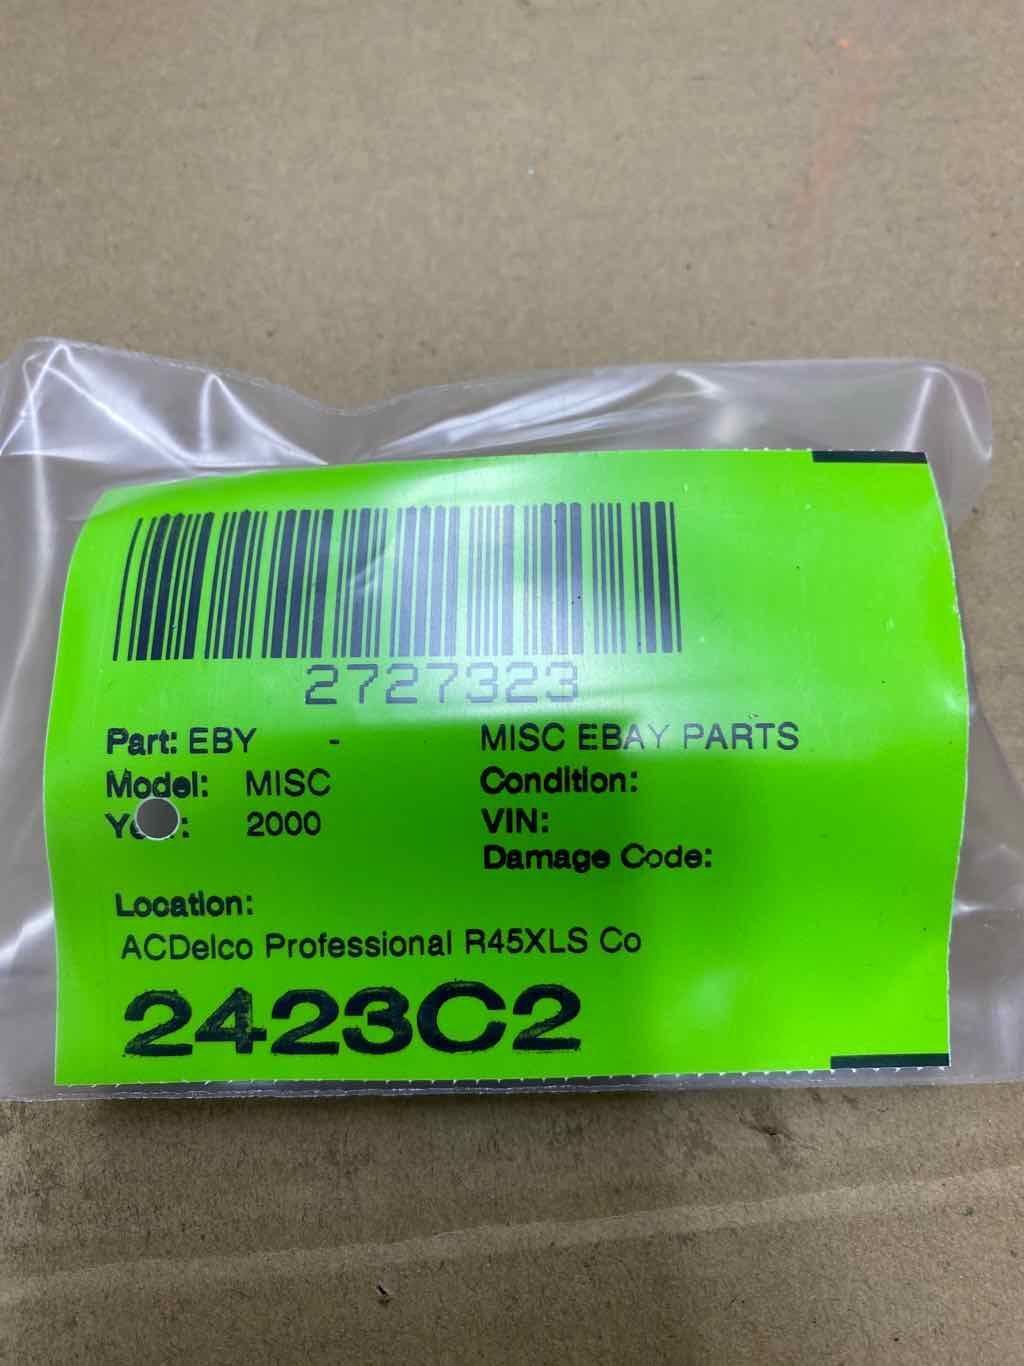 2727323
Part: EBY - MISC EBAY PARTS
Model: MISC Condition:
2000 VIN:
Damage Code:
Location:
ACDelco Professional R45XLS Co
2423C2